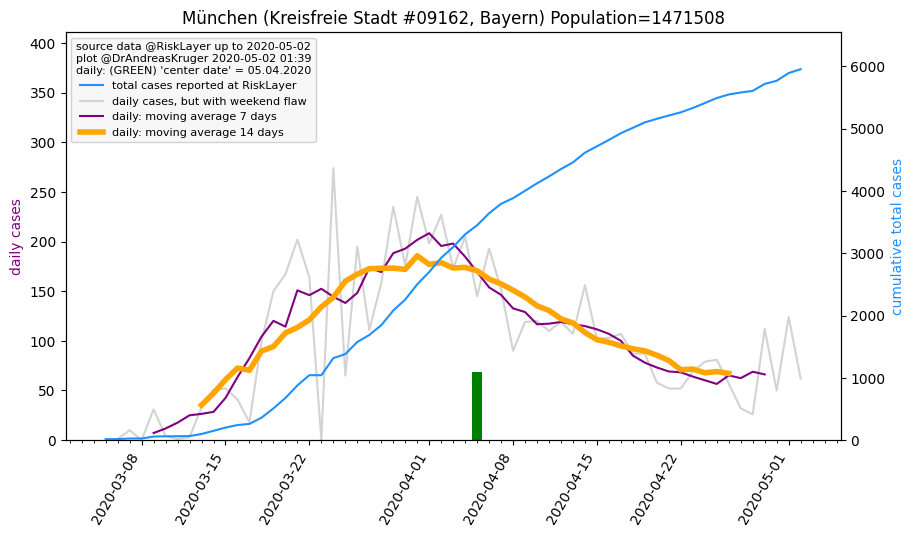 München (Kreisfreie Stadt #09162, Bayern) Population=1471508
source data @RiskLayer up to 2020-05-02
plot @DrAndreasKruger 2020-05-02 01:39
daily: (GREEN) 'center date' = 05.04.2020
total cases reported at RiskLayer
daily cases, but with weekend flaw
daily: moving average 7 days
daily: moving average 14 days
daily cases
400
350
300
250
200
150
100
50
0
6000
5000
4000
3000
2000
1000
0
cumulative total cases
2020-03-08
2020-03-15
2020-03-22
2020-04-01
2020-04-08
2020-04-15
2020-04-22
2020-05-01